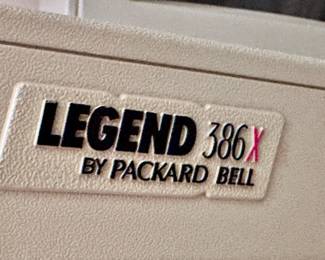 LEGEND 386X
BY PACKARD BELL